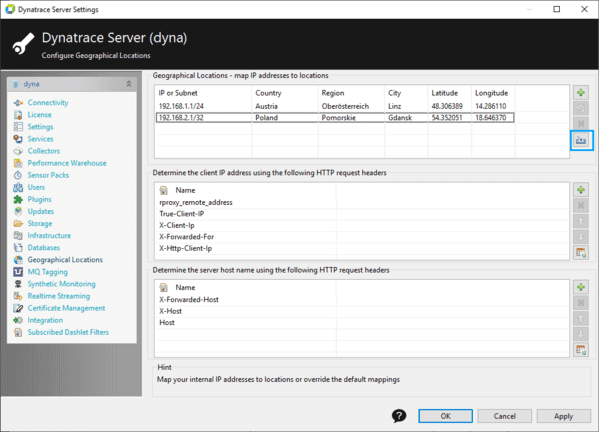 Dynatrace Server Settings
Dynatrace Server (dyna)
Configure Geographical Locations
dyna
Connectivity
License
Settings
Services
Collectors
Performance Warehouse
Sensor Packs
Users
Plugins
Updates
Storage
Infrastructure
Databases
Geographical Locations
MQ Tagging
Synthetic Monitoring
Realtime Streaming
Certificate Management
Integration
Subscribed Dashlet Filters
Geographical Locations - map IP addresses to locations
IP or Subnet Country Region City Latitude Longitude
192.168.1.1/24 Austria Oberösterreich Linz 48.306389 14.286110
192.168.2.1/32 Poland Pomorskie Gdansk 54.352051 18.646370
Determine the client IP address using the following HTTP request headers
Name
rproxy_remote_address
True-Client-IP
X-Client-Ip
X-Forwarded-For
X-Http-Client-Ip
Determine the server host name using the following HTTP request headers
Name
X-Forwarded-Host
X-Host
Host
Hint
Map your internal IP addresses to locations or override the default mappings
? OK Cancel Apply